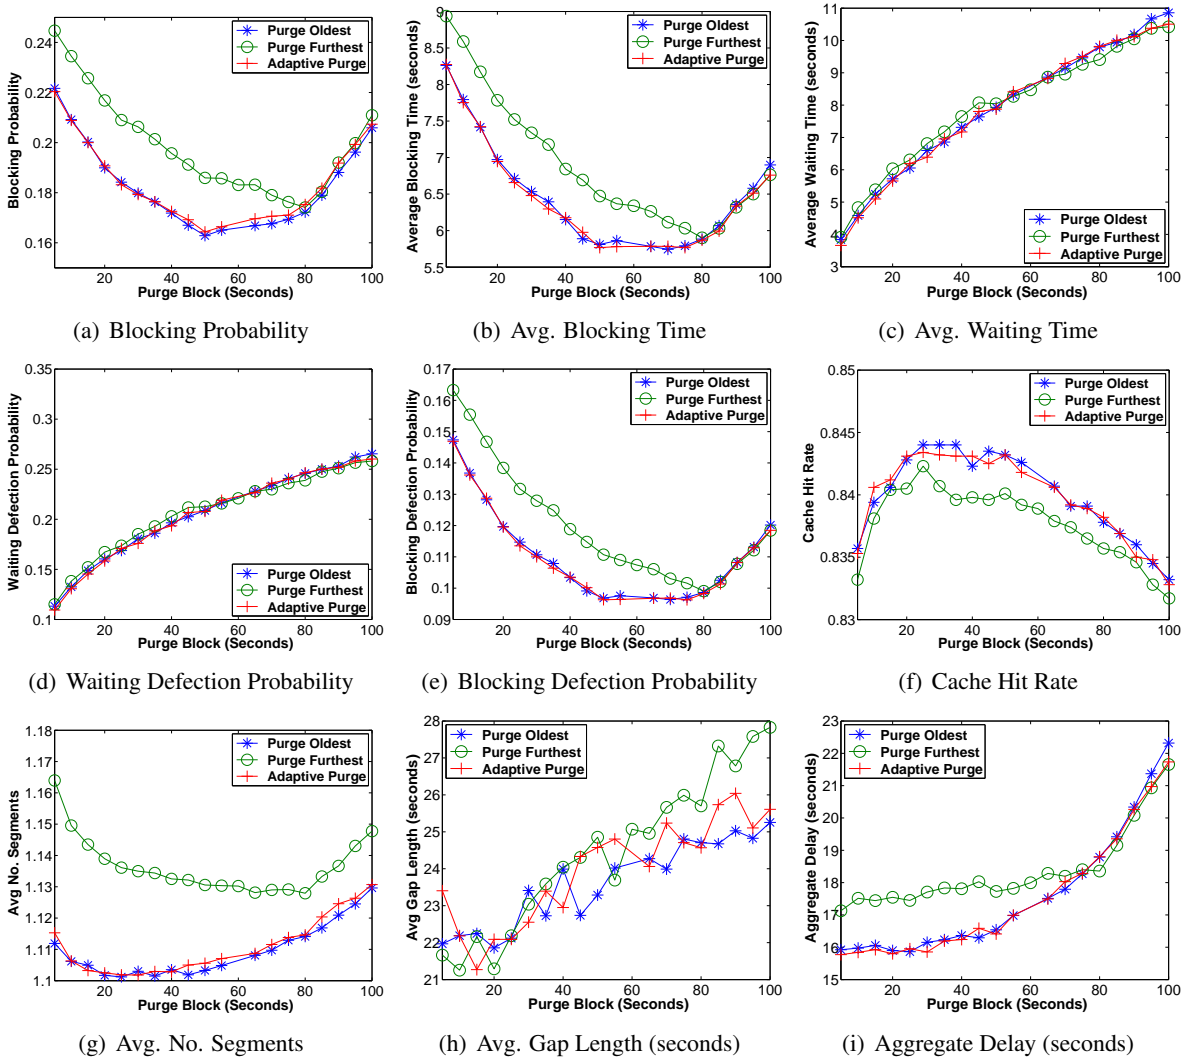 Blocking Probability
0.24
0.22
0.2
0.18
0.16
20
40
60
80
100
Purge Block (Seconds)
Purge Oldest
Purge Furthest
Adaptive Purge
(a) Blocking Probability
Average Blocking Time (seconds)
9
8.5
8
7.5
7
6.5
6
5.5
20
40
60
80
100
Purge Block (Seconds)
Purge Oldest
Purge Furthest
Adaptive Purge
(b) Avg. Blocking Time
Average Waiting Time (seconds)
11
10
9
8
7
6
5
4
3
20
40
60
80
100
Purge Block (Seconds)
Purge Oldest
Purge Furthest
Adaptive Purge
(c) Avg. Waiting Time
Waiting Defection Probability
0.35
0.3
0.25
0.2
0.15
0.1
20
40
60
80
100
Purge Block (Seconds)
Purge Oldest
Purge Furthest
Adaptive Purge
(d) Waiting Defection Probability
Blocking Defection Probability
0.17
0.16
0.15
0.14
0.13
0.12
0.11
0.1
0.09
20
40
60
80
100
Purge Block (Seconds)
Purge Oldest
Purge Furthest
Adaptive Purge
(e) Blocking Defection Probability
Cache Hit Rate
0.85
0.845
0.84
0.835
0.83
20
40
60
80
100
Purge Block (Seconds)
Purge Oldest
Purge Furthest
Adaptive Purge
(f) Cache Hit Rate
Avg No. Segments
1.18
1.17
1.16
1.15
1.14
1.13
1.12
1.11
1.1
20
40
60
80
100
Purge Block (Seconds)
Purge Oldest
Purge Furthest
Adaptive Purge
(g) Avg. No. Segments
Avg Gap Length (seconds)
28
27
26
25
24
23
22
21
20
40
60
80
100
Purge Block (Seconds)
Purge Oldest
Purge Furthest
Adaptive Purge
(h) Avg. Gap Length (seconds)
Aggregate Delay (seconds)
23
22
21
20
19
18
17
16
15
20
40
60
80
100
Purge Block (Seconds)
Purge Oldest
Purge Furthest
Adaptive Purge
(i) Aggregate Delay (seconds)